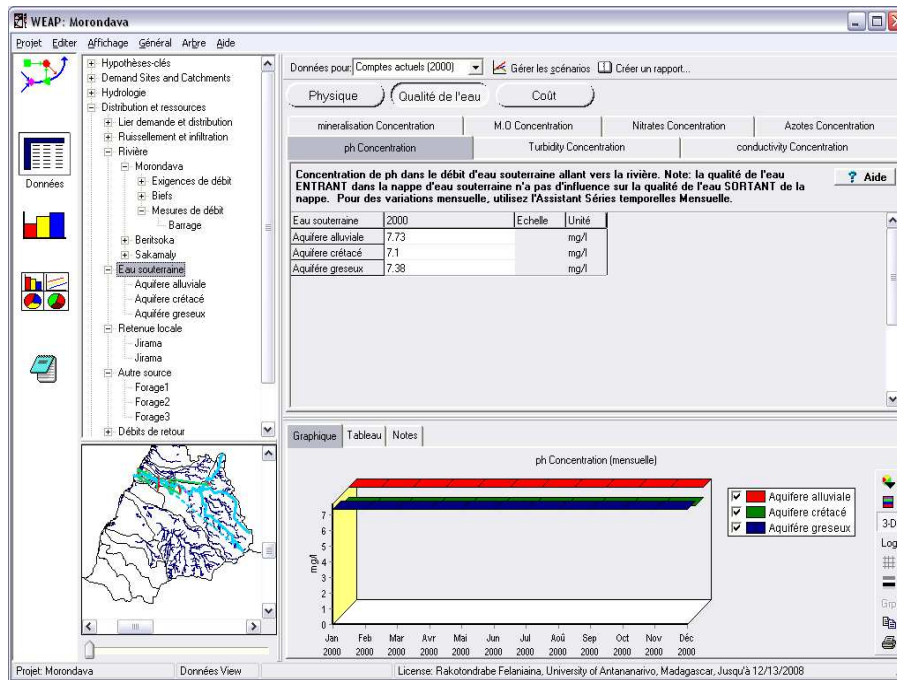 WEAP: Morondava
Projet Editer Affichage Général Arbre Aide
Données
Hypothèses-clés
Demand Sites and Catchments
Hydrologie
Distribution et ressources
Lier demande et distribution
Ruissellement et infiltration
Rivière
Morondava
Exigences de débit
Biefs
Mesures de débit
Barrage
Beritsoka
Sakamaly
Eau souterraine
Aquifere alluviale
Aquifere crétacé
Aquifére greseux
Retenue locale
Jirama
Jirama
Autre source
Forage1
Forage2
Forage3
Débits de retour
Données pour: Comptes actuels (2000) Gérer les scénarios Créer un rapport...
Physique Qualité de l'eau Coût
mineralisation Concentration M.O Concentration Nitrates Concentration Azotes Concentration
ph Concentration Turbidity Concentration conductivity Concentration
Concentration de ph dans le débit d'eau souterraine allant vers la rivière. Note: la qualité de l'eau
ENTRANT dans la nappe d'eau souterraine n'a pas d'influence sur la qualité de l'eau SORTANT de la
nappe. Pour des variations mensuelle, utilisez l'Assistant Séries temporelles Mensuelle.
? Aide
Eau souterraine 2000 Echelle Unité
Aquifere alluviale 7.73 mg/l
Aquifere crétacé 7.1 mg/l
Aquifére greseux 7.38 mg/l
Graphique Tableau Notes
ph Concentration (mensuelle)
7
6
5
4
3
2
1
0
mg/l
Jan Feb Mar Avr Mai Jun Jul Aoû Sep Oct Nov Déc
2000 2000 2000 2000 2000 2000 2000 2000 2000 2000 2000 2000
Aquifere alluviale
Aquifere crétacé
Aquifére greseux
3-D
Log
Grp
Projet: Morondava Données View License: Rakotondrabe Felaniaina, University of Antananarivo, Madagascar, Jusqu'à 12/13/2008